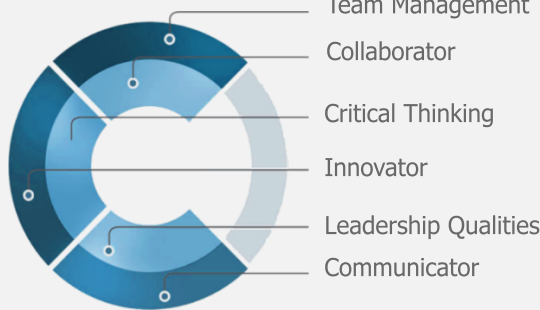 Team Management
Collaborator
Critical Thinking
Innovator
Leadership Qualities
Communicator